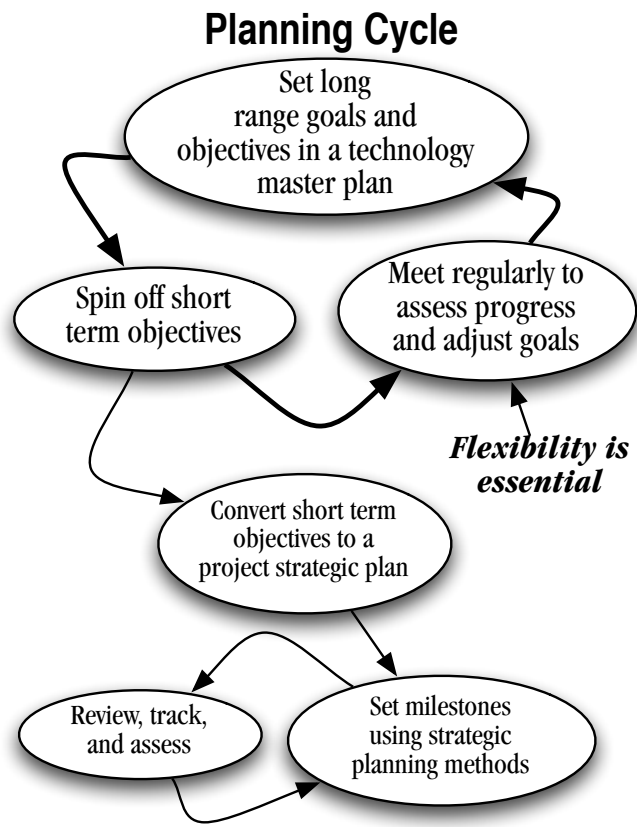 Planning Cycle
Set long
range goals and
objectives in a technology
master plan
Spin off short
term objectives
Meet regularly to
assess progress
and adjust goals
Flexibility is
essential
Convert short term
objectives to a
project strategic plan
Review, track,
and assess
Set milestones
using strategic
planning methods